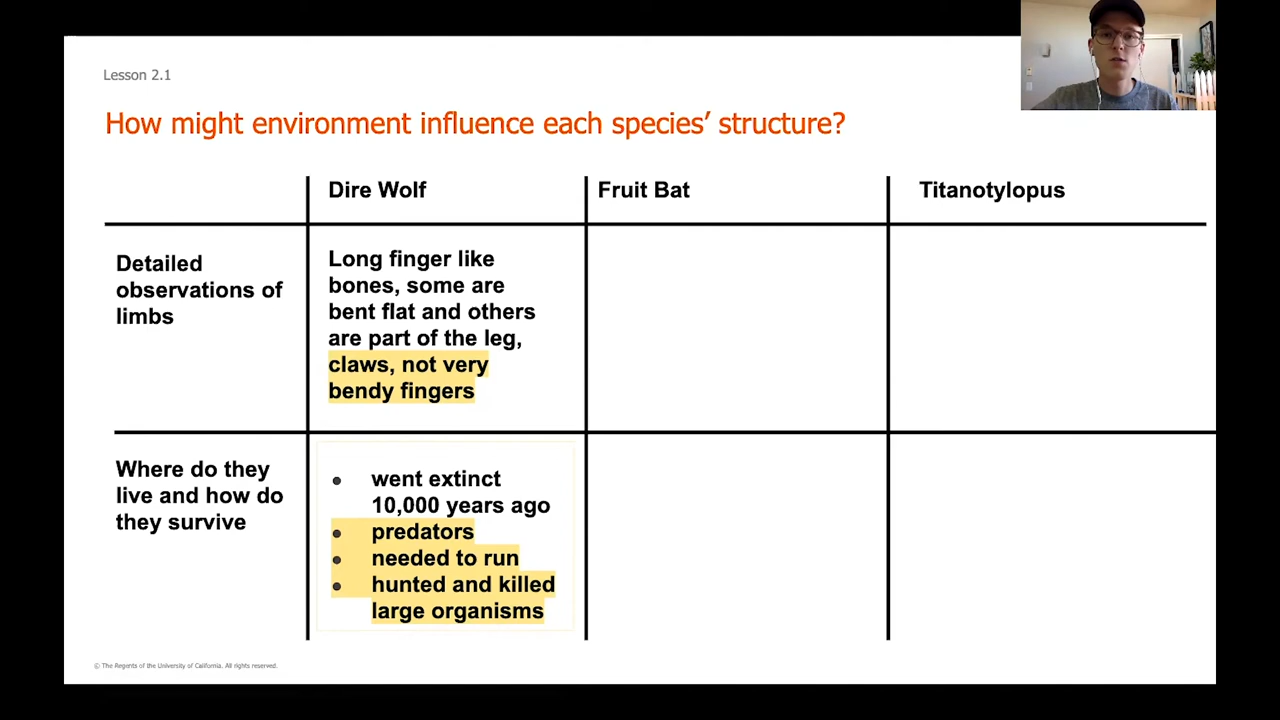 Lesson 2.1
How might environment influence each species' structure?
Dire Wolf
Fruit Bat
Titanotylopus
Detailed
observations of
limbs
Long finger like
bones, some are
bent flat and others
are part of the leg,
claws, not very
bendy fingers
Where do they
live and how do
they survive
● went extinct
10,000 years ago
● predators
● needed to run
● hunted and killed
large organisms
© The Regents of the University of California. All rights reserved.